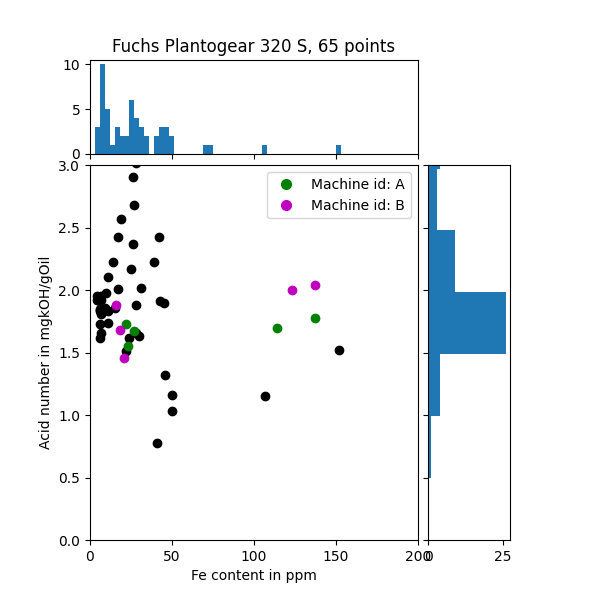 Fuchs Plantogear 320 S, 65 points
10
5
0
3.0
2.5
2.0
1.5
1.0
0.5
0.0
Acid number in mgkOH/gOil
Machine id: A
Machine id: B
0 50 100 150 200
0 25
Fe content in ppm